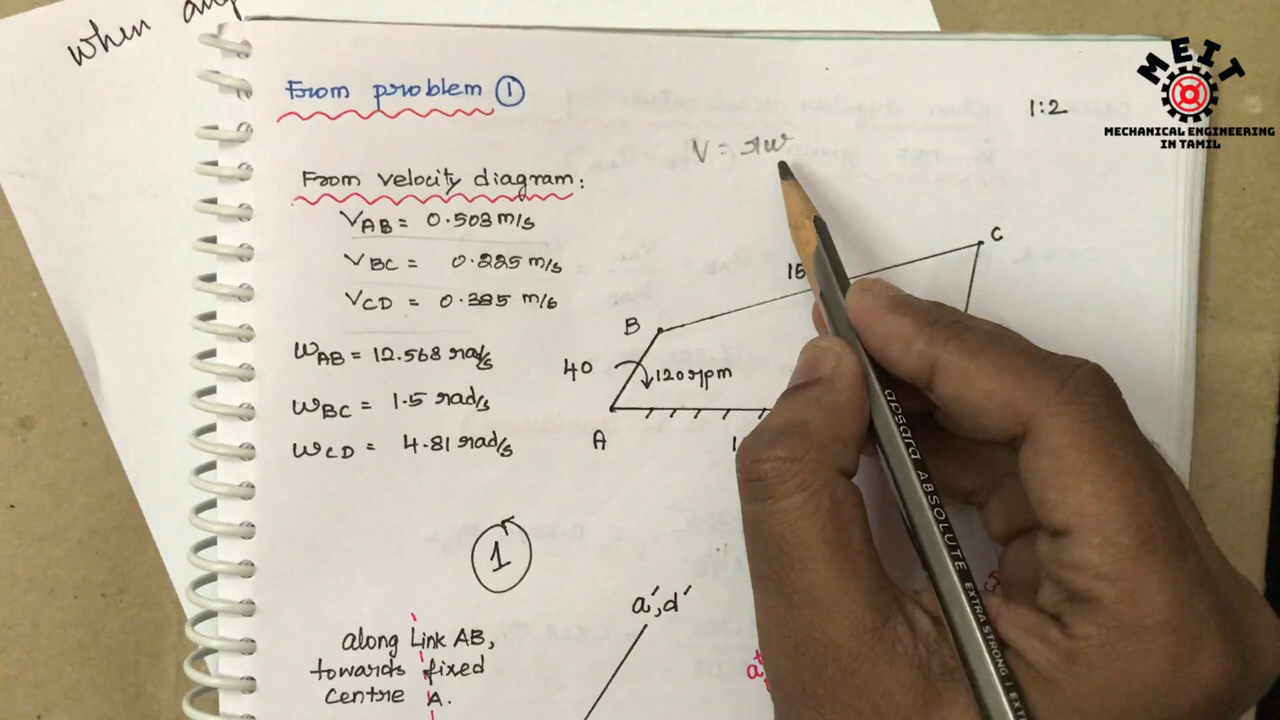 when
From problem ①
1:2
MEIT
MECHANICAL ENGINEERING
IN TAMIL
V = rω
From velocity diagram:
VAB = 0.503 m/s
VBC = 0.225 m/s
VCD = 0.385 m/s
ωAB = 12.568 rad/s
ωBC = 1.5 rad/s
ωCD = 4.81 rad/s
C
15
B
40
120 rpm
A
1
a', d'
along Link AB,
towards fixed
Centre A.
apsara ABSOLUTE EXTRA STRONG